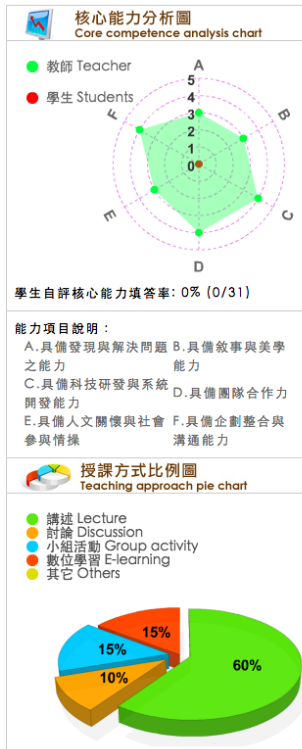 核心能力分析圖
Core competence analysis chart
教師 Teacher
學生 Students
A
B
C
D
E
F
5
4
3
2
1
0
學生自評核心能力填答率: 0% (0/31)
能力項目說明：
A.具備發現與解決問題之能力
B.具備敘事與美學能力
C.具備科技研發與系統開發能力
D.具備團隊合作力
E.具備人文關懷與社會參與情操
F.具備企劃整合與溝通能力
授課方式比例圖
Teaching approach pie chart
講述 Lecture
討論 Discussion
小組活動 Group activity
數位學習 E-learning
其它 Others
15%
15%
10%
60%